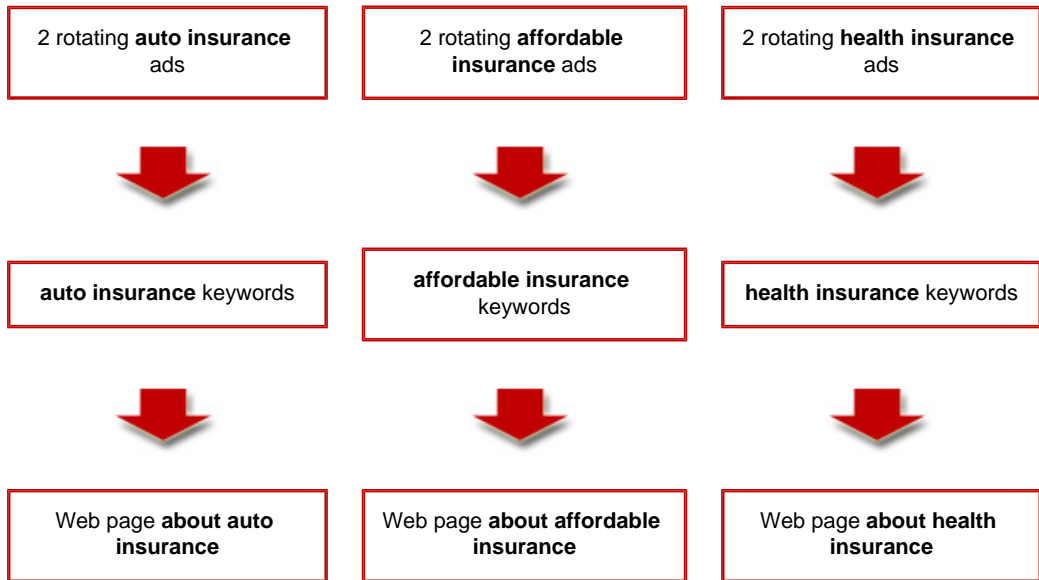 2 rotating auto insurance
ads
2 rotating affordable
insurance ads
2 rotating health insurance
ads
auto insurance keywords
affordable insurance
keywords
health insurance keywords
Web page about auto
insurance
Web page about affordable
insurance
Web page about health
insurance